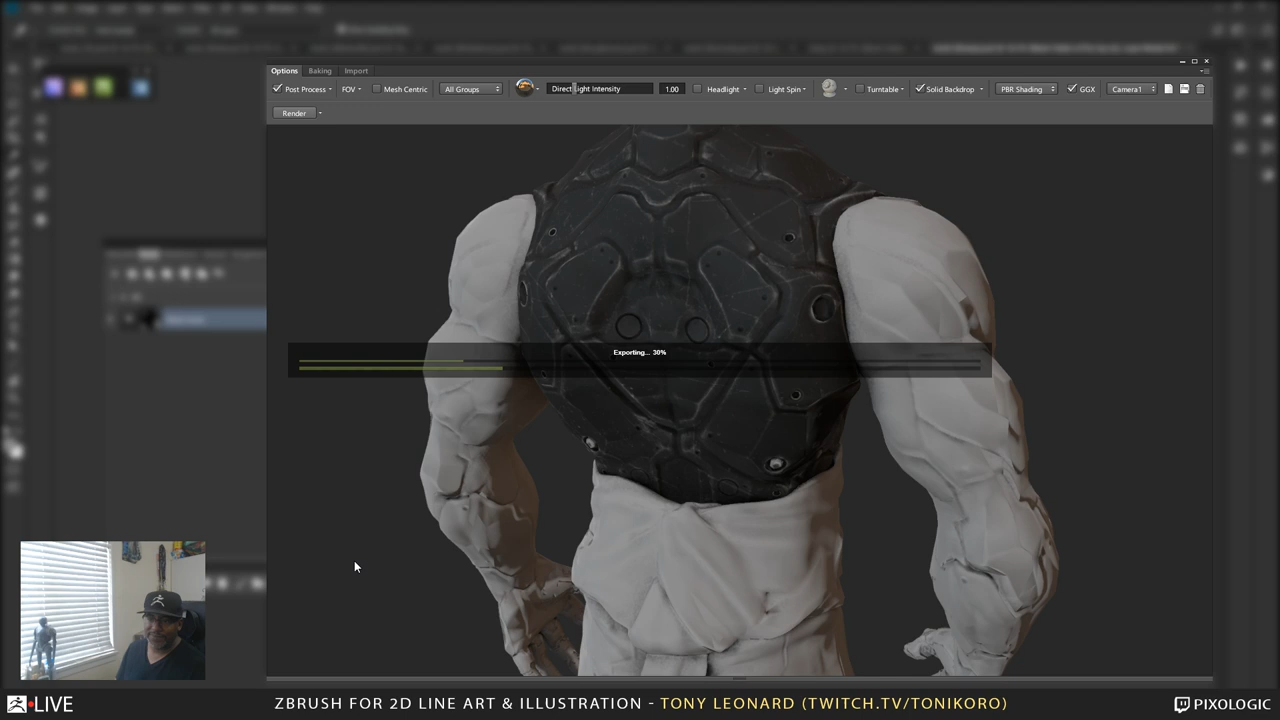 Options Baking Import
Post Process FOV Mesh Centric All Groups Direct Light Intensity 1.00 Headlight Light Spin Turntable Solid Backdrop PBR Shading GGX Camera1
Render
Exporting... 30%
LIVE ZBRUSH FOR 2D LINE ART & ILLUSTRATION - TONY LEONARD (TWITCH.TV/TONIKORO) PIXOLOGIC